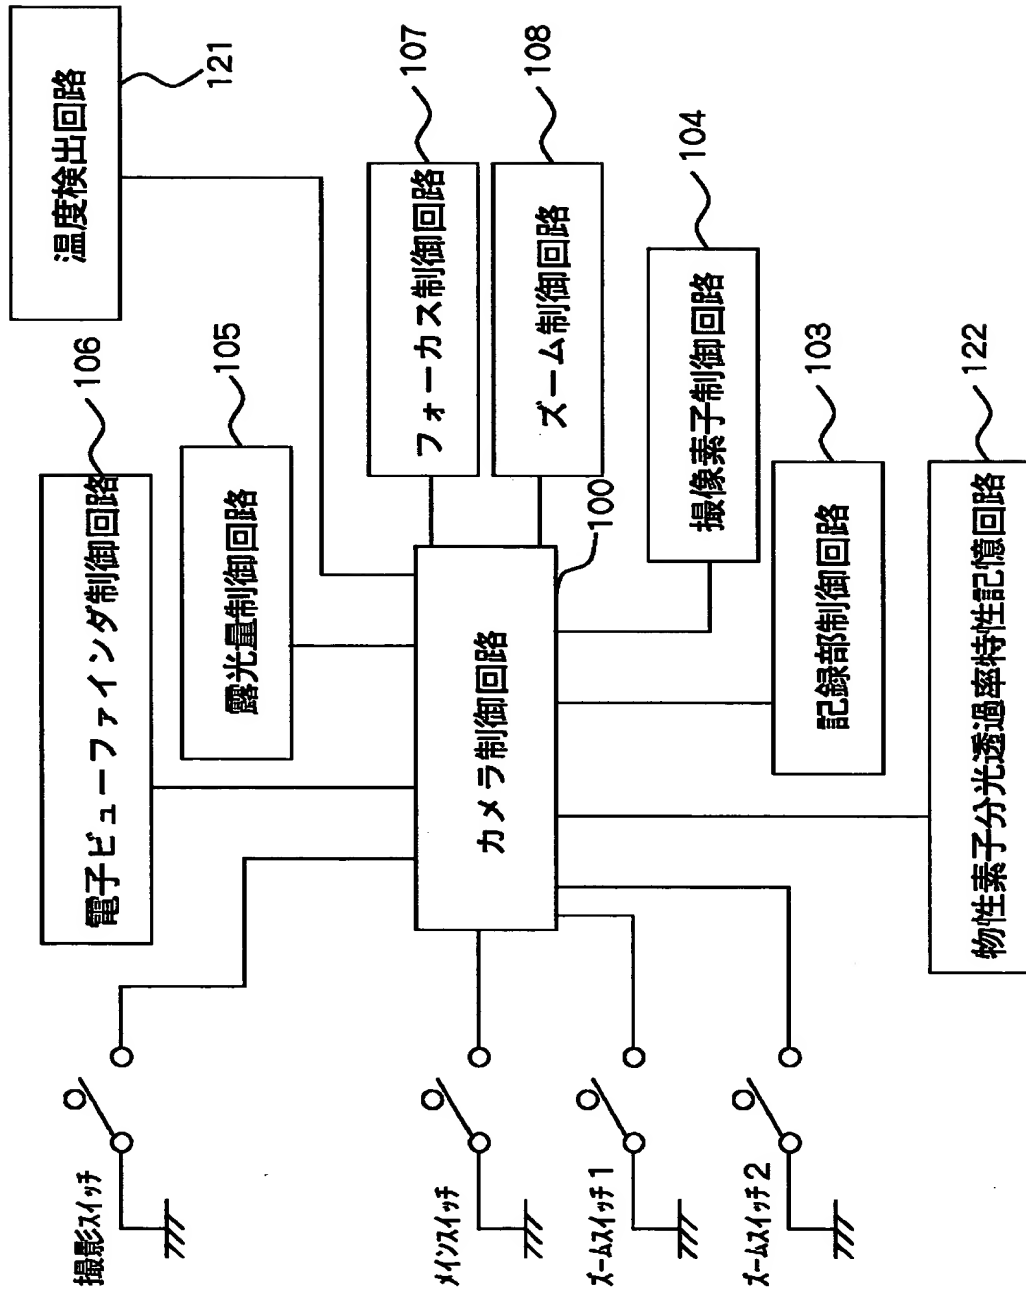 温度検出回路
121
電子ビューファインダ制御回路
106
露光量制御回路
105
フォーカス制御回路
107
ズーム制御回路
108
カメラ制御回路
100
撮像素子制御回路
104
記録部制御回路
103
物性素子分光透過率特性記憶回路
122
撮影スイッチ
メインスイッチ
ズームスイッチ1
ズームスイッチ2